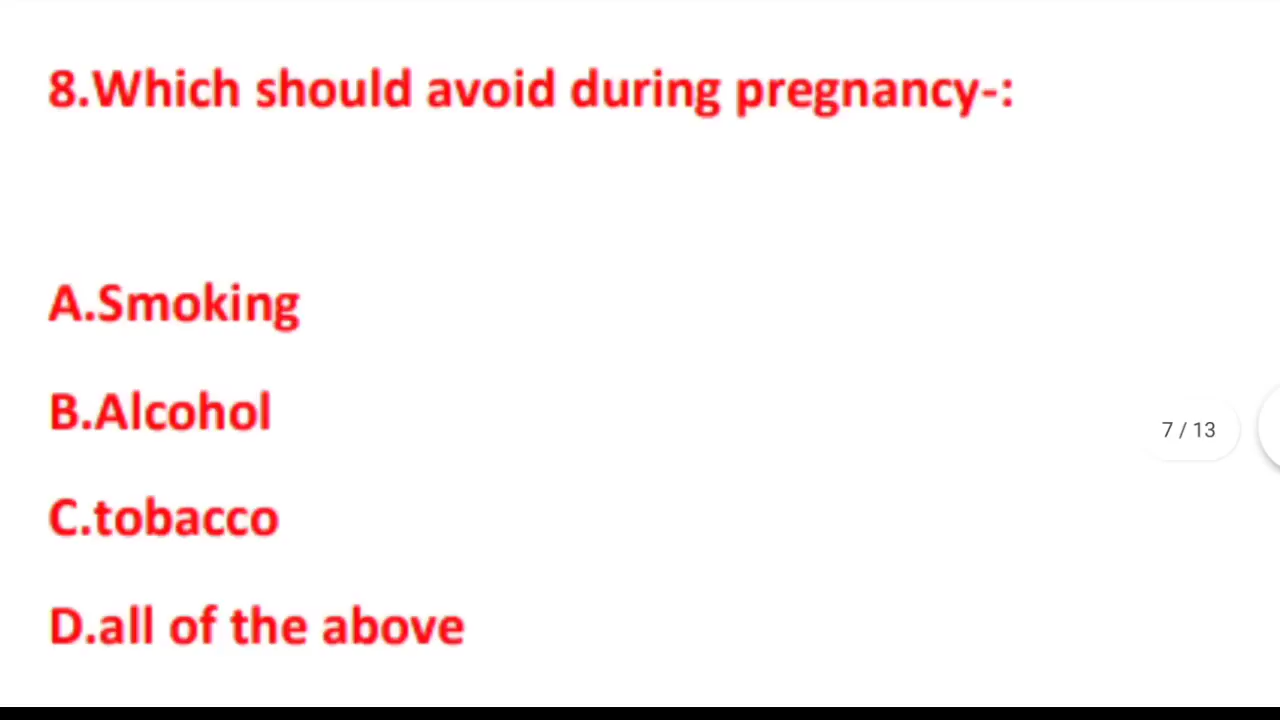 8.Which should avoid during pregnancy-:
A.Smoking
B.Alcohol
7 / 13
C.tobacco
D.all of the above